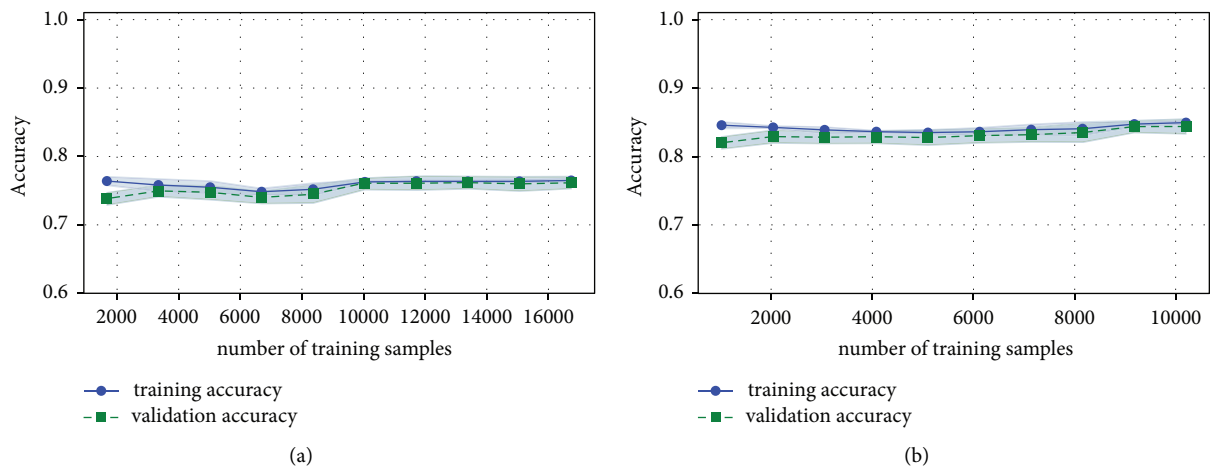 1.0
0.9
0.8
0.7
0.6
Accuracy
2000 4000 6000 8000 10000 12000 14000 16000
number of training samples
training accuracy
validation accuracy
(a)
1.0
0.9
0.8
0.7
0.6
Accuracy
2000 4000 6000 8000 10000
number of training samples
training accuracy
validation accuracy
(b)